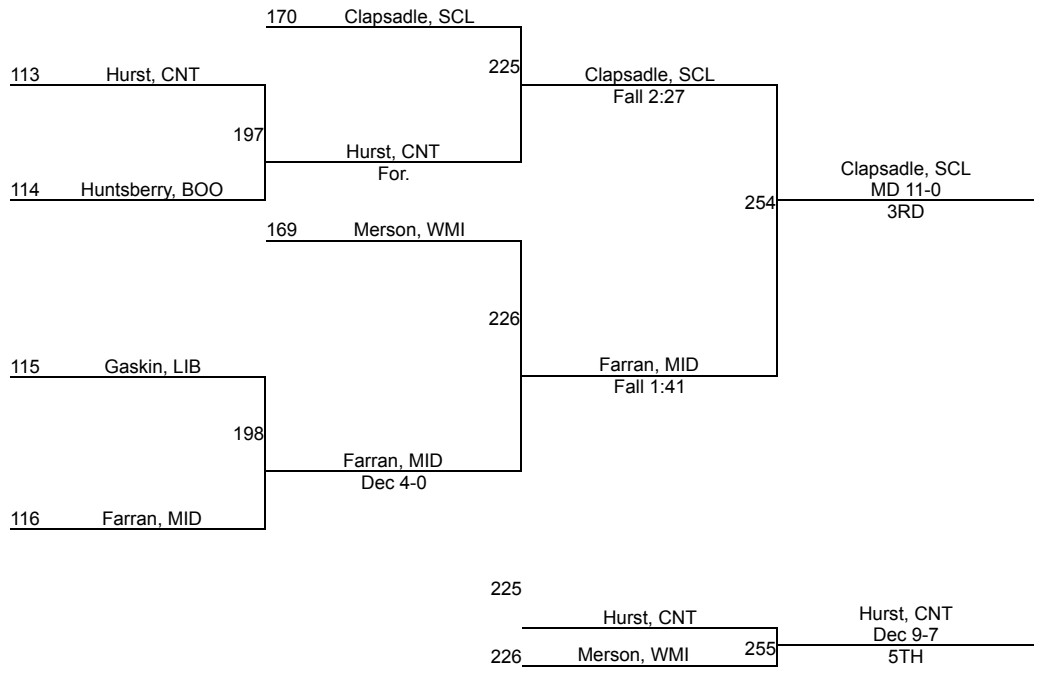 170 Clapsadle, SCL
113 Hurst, CNT
225
Clapsadle, SCL
Fall 2:27
197
Hurst, CNT
For.
114 Huntsberry, BOO
Clapsadle, SCL
MD 11-0
3RD
254
169 Merson, WMI
226
115 Gaskin, LIB
Farran, MID
Fall 1:41
198
Farran, MID
Dec 4-0
116 Farran, MID
225
Hurst, CNT
Hurst, CNT
Dec 9-7
5TH
255
226 Merson, WMI